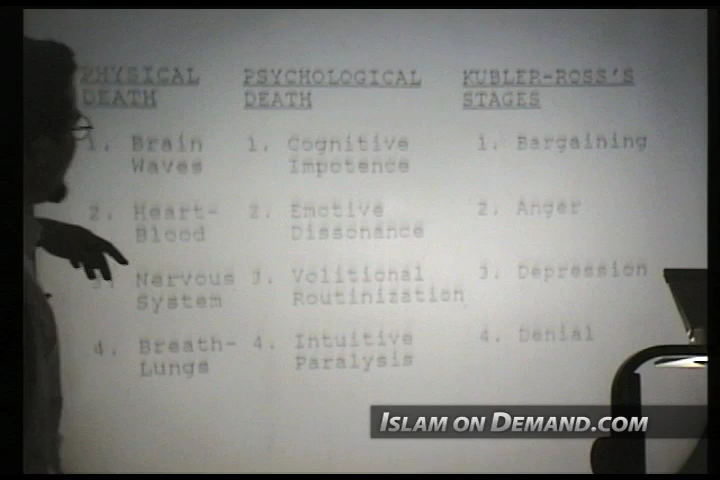 PHYSICAL DEATH
1. Brain Waves
2. Heart-Blood
3. Nervous System
4. Breath-Lungs
PSYCHOLOGICAL DEATH
1. Cognitive Impotence
2. Emotive Dissonance
3. Volitional Routinization
4. Intuitive Paralysis
KUBLER-ROSS'S STAGES
1. Bargaining
2. Anger
3. Depression
4. Denial
ISLAM ON DEMAND.COM